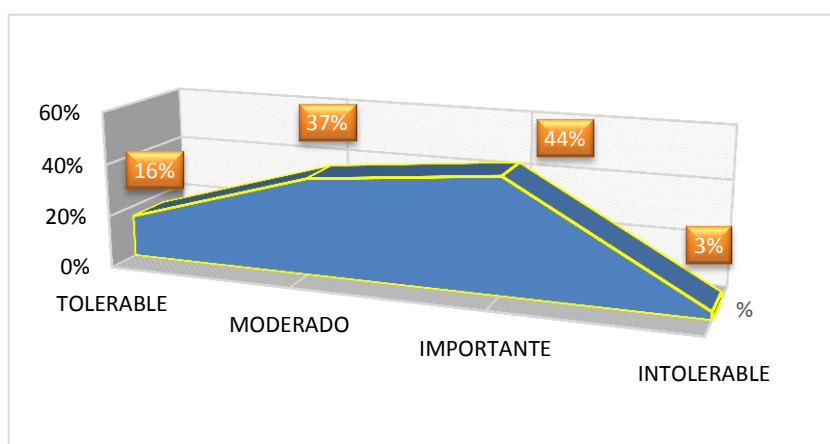 60%
40%
20%
0%
16%
37%
44%
3%
TOLERABLE
MODERADO
IMPORTANTE
INTOLERABLE
%